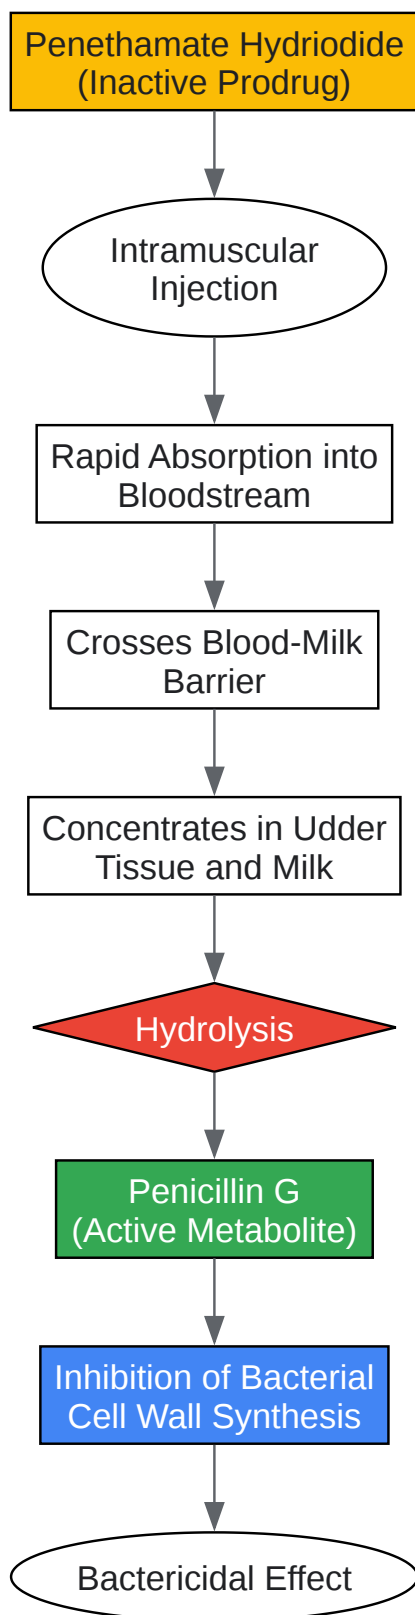 Penethamate Hydriodide
(Inactive Prodrug)
Intramuscular
Injection
Rapid Absorption into
Bloodstream
Crosses Blood-Milk
Barrier
Concentrates in Udder
Tissue and Milk
Hydrolysis
Penicillin G
(Active Metabolite)
Inhibition of Bacterial
Cell Wall Synthesis
Bactericidal Effect